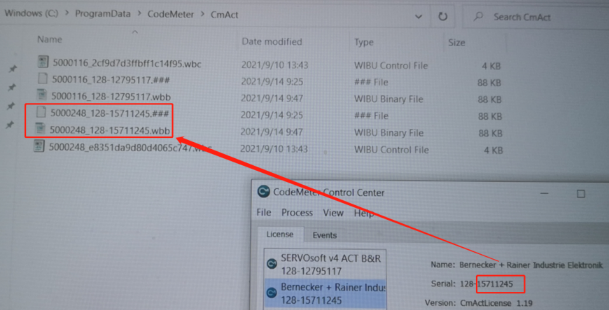 Windows (C:) > ProgramData > CodeMeter > CmAct
Search CmAct
Name Date modified Type Size
5000116_2cf9d7d3ffbff1c14f95.wbc 2021/9/10 13:43 WIBU Control File 4 KB
5000116_128-12795117.### 2021/9/14 9:25 ### File 88 KB
5000116_128-12795117.wbb 2021/9/14 9:47 WIBU Binary File 88 KB
5000248_128-15711245.### 2021/9/14 9:25 ### File 88 KB
5000248_128-15711245.wbb 2021/9/14 9:47 WIBU Binary File 88 KB
5000248_e8351da9d80d4065c747.wbc 2021/9/10 13:43 WIBU Control File 4 KB
CodeMeter Control Center
File Process View Help
License Events
SERVOsoft v4 ACT B&R
128-12795117
Bernecker + Rainer Indus
128-15711245
Name: Bernecker + Rainer Industrie Elektronik
Serial: 128-15711245
Version: CmActLicense 1.19